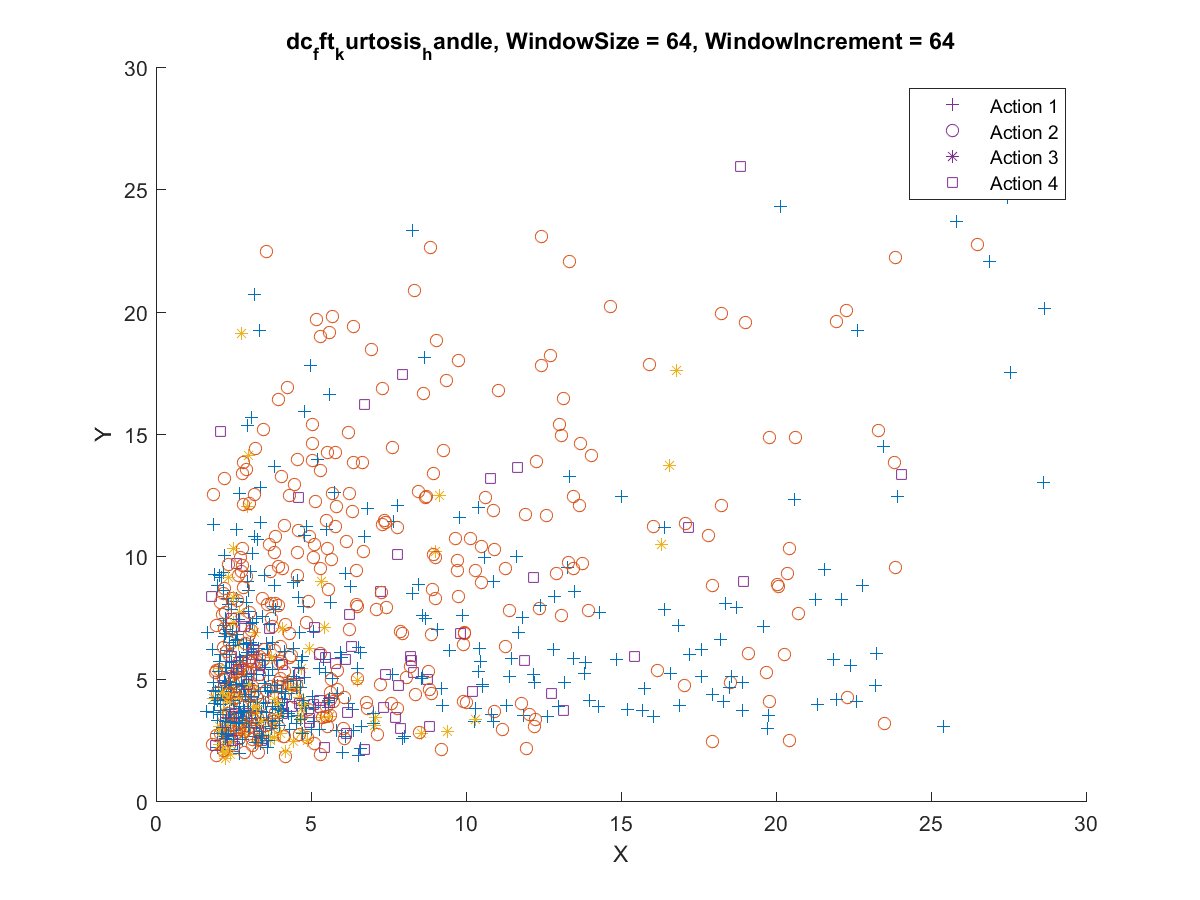 dc_fft_kurtosis_handle, WindowSize = 64, WindowIncrement = 64
30
25
20
15
10
5
0
Y
Action 1
Action 2
Action 3
Action 4
0 5 10 15 20 25 30
X